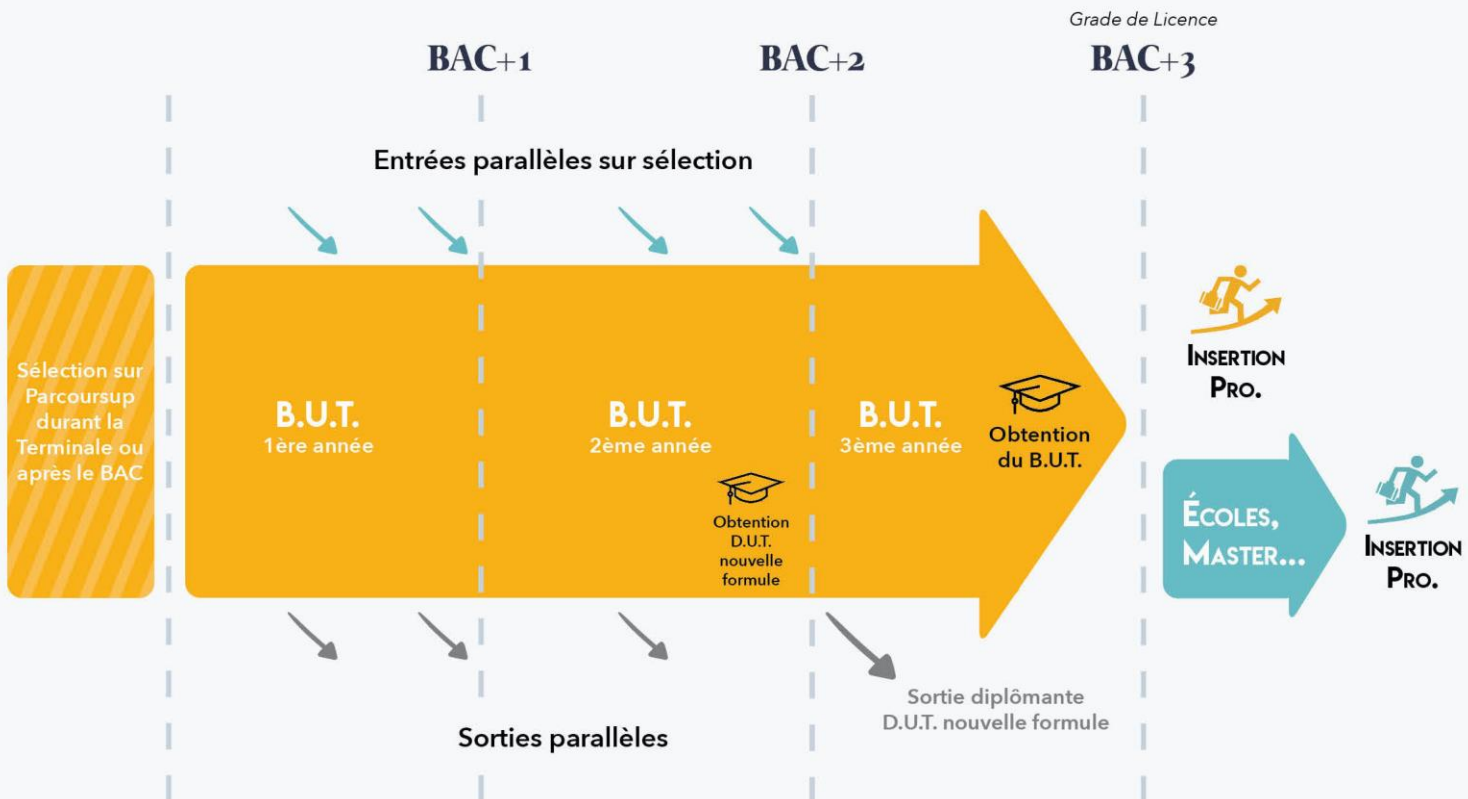 Grade de Licence
BAC+1
BAC+2
BAC+3
Entrées parallèles sur sélection
Sélection sur
Parcoursup
durant la
Terminale ou
après le BAC
B.U.T.
1ère année
B.U.T.
2ème année
Obtention
D.U.T.
nouvelle
formule
B.U.T.
3ème année
Obtention
du B.U.T.
INSERTION
PRO.
ÉCOLES,
MASTER...
INSERTION
PRO.
Sortie diplômante
D.U.T. nouvelle formule
Sorties parallèles